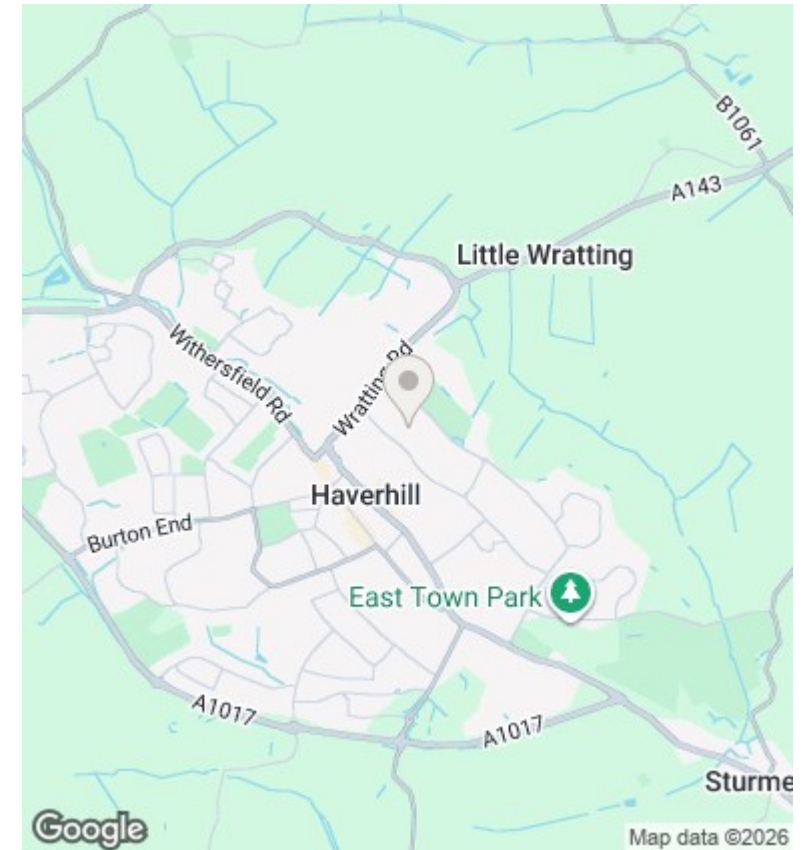 B1061
A143
Little Wratting
Withersfield Rd
Wratting Rd
Haverhill
Burton End
East Town Park
A1017
A1017
Sturme
Google
Map data ©2026